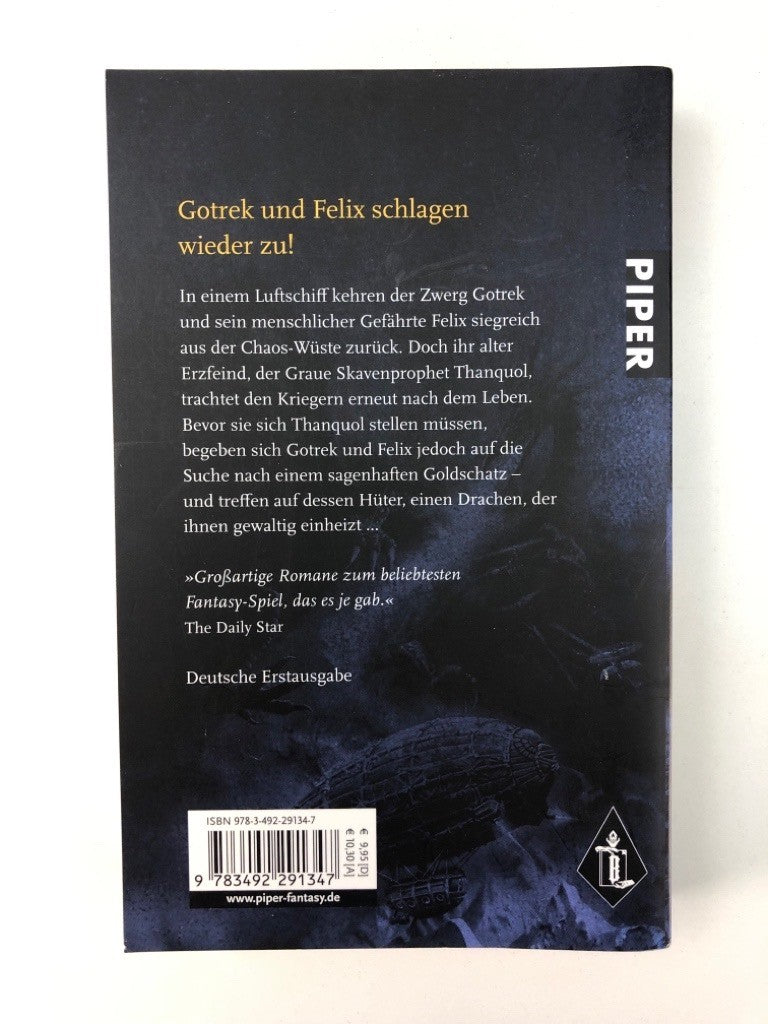 Gotrek und Felix schlagen
wieder zu!
In einem Luftschiff kehren der Zwerg Gotrek
und sein menschlicher Gefährte Felix siegreich
aus der Chaos-Wüste zurück. Doch ihr alter
Erzfeind, der Graue Skavenprophet Thanquol,
trachtet den Kriegern erneut nach dem Leben.
Bevor sie sich Thanquol stellen müssen,
begeben sich Gotrek und Felix jedoch auf die
Suche nach einem sagenhaften Goldschatz –
und treffen auf dessen Hüter, einen Drachen, der
ihnen gewaltig einheizt ...
»Großartige Romane zum beliebtesten
Fantasy-Spiel, das es je gab.«
The Daily Star
Deutsche Erstausgabe
PIPER
ISBN 978-3-492-29134-7
€ 9,95 [D]
€ 10,30 [A]
9 783492 291347
www.piper-fantasy.de
B